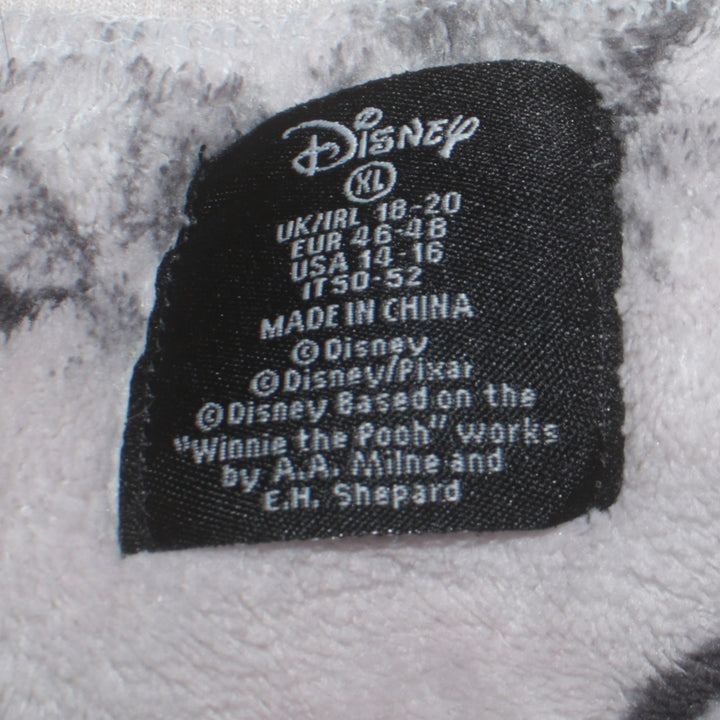 Disney
XL
UK/IRL 18-20
EUR 46-48
USA 14-16
IT 50-52
MADE IN CHINA
© Disney
© Disney/Pixar
© Disney Based on the
"Winnie the Pooh" works
by A.A. Milne and
E.H. Shepard